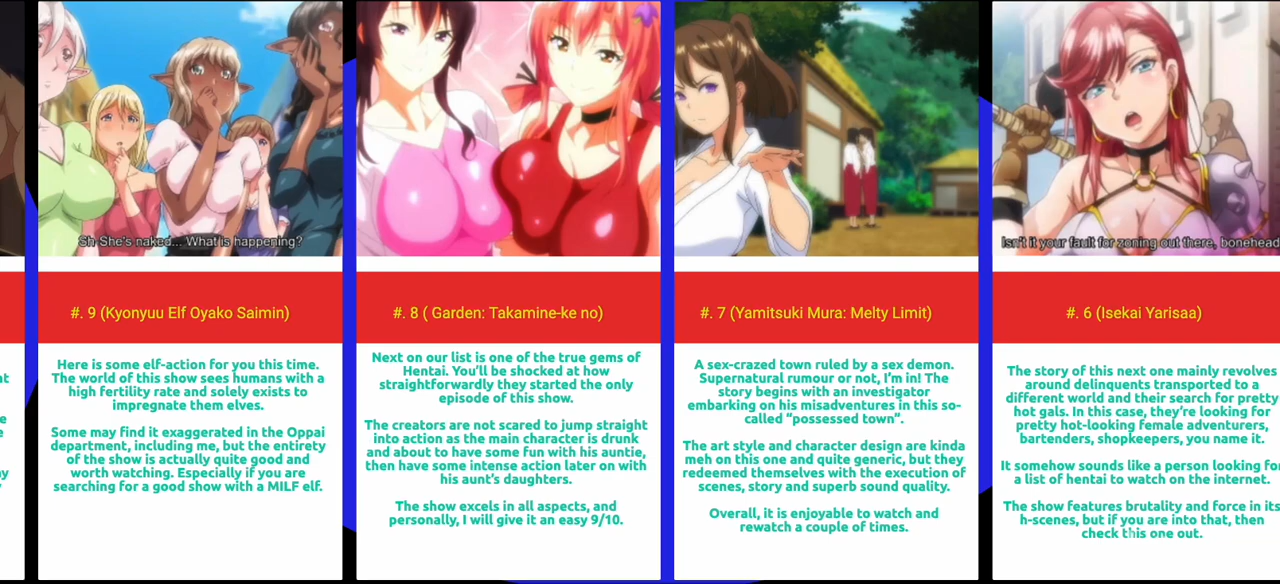 Sh-She's naked... What is happening?
#. 9 (Kyonyuu Elf Oyako Saimin)
Here is some elf-action for you this time.
The world of this show sees humans with a
high fertility rate and solely exists to
impregnate them elves.
Some may find it exaggerated in the Oppai
department, including me, but the entirety
of the show is actually quite good and
worth watching. Especially if you are
searching for a good show with a MILF elf.
#. 8 ( Garden: Takamine-ke no)
Next on our list is one of the true gems of
Hentai. You'll be shocked at how
straightforwardly they started the only
episode of this show.
The creators are not scared to jump straight
into action as the main character is drunk
and about to have some fun with his auntie,
then have some intense action later on with
his aunt's daughters.
The show excels in all aspects, and
personally, I will give it an easy 9/10.
#. 7 (Yamitsuki Mura: Melty Limit)
A sex-crazed town ruled by a sex demon.
Supernatural rumour or not, I'm in! The
story begins with an investigator
embarking on his misadventures in this so-
called "possessed town".
The art style and character design are kinda
meh on this one and quite generic, but they
redeemed themselves with the execution of
scenes, story and superb sound quality.
Overall, it is enjoyable to watch and
rewatch a couple of times.
Isn't it your fault for zoning out there, bonehead
#. 6 (Isekai Yarisaa)
The story of this next one mainly revolves
around delinquents transported to a
different world and their search for pretty
hot gals. In this case, they're looking for
pretty hot-looking female adventurers,
bartenders, shopkeepers, you name it.
It somehow sounds like a person looking for
a list of hentai to watch on the internet.
The show features brutality and force in its
h-scenes, but if you are into that, then
check this one out.